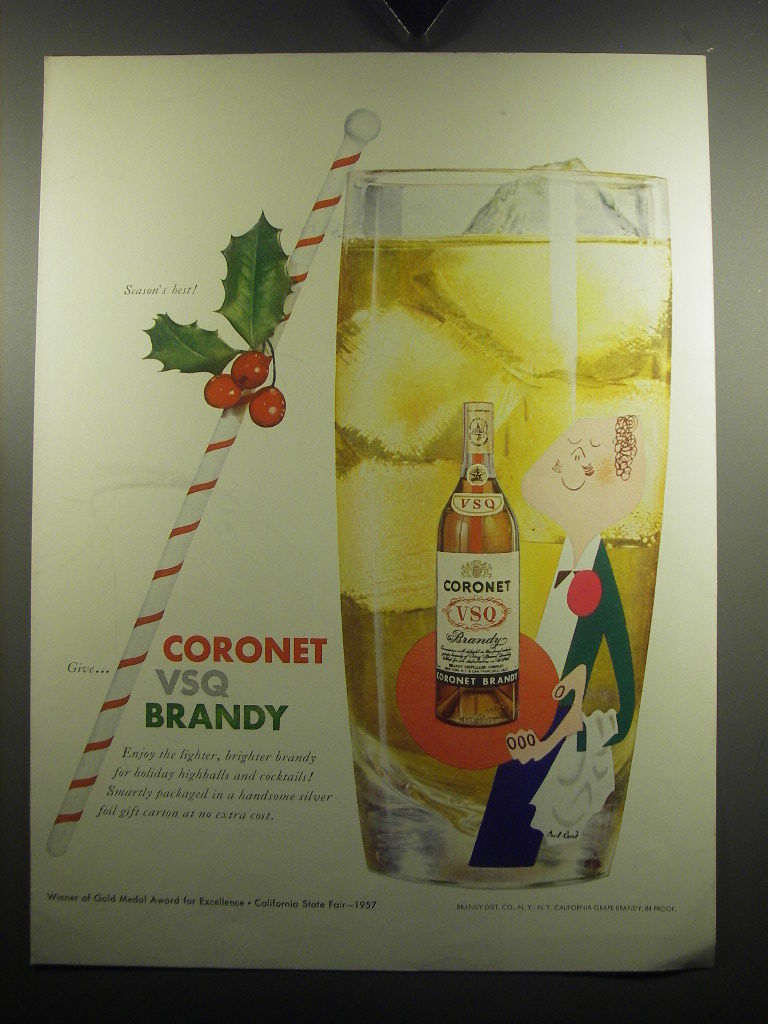 Season's best!
Give...
CORONET
VSQ
BRANDY
Enjoy the lighter, brighter brandy
for holiday highballs and cocktails!
Smartly packaged in a handsome silver
foil gift carton at no extra cost.
VSQ
CORONET
VSQ
Brandy
CORONET BRANDY
Paul Rand
Winner of Gold Medal Award for Excellence • California State Fair—1957
BRANDY DIST. CO., N. Y., N. Y. CALIFORNIA GRAPE BRANDY, 84 PROOF.